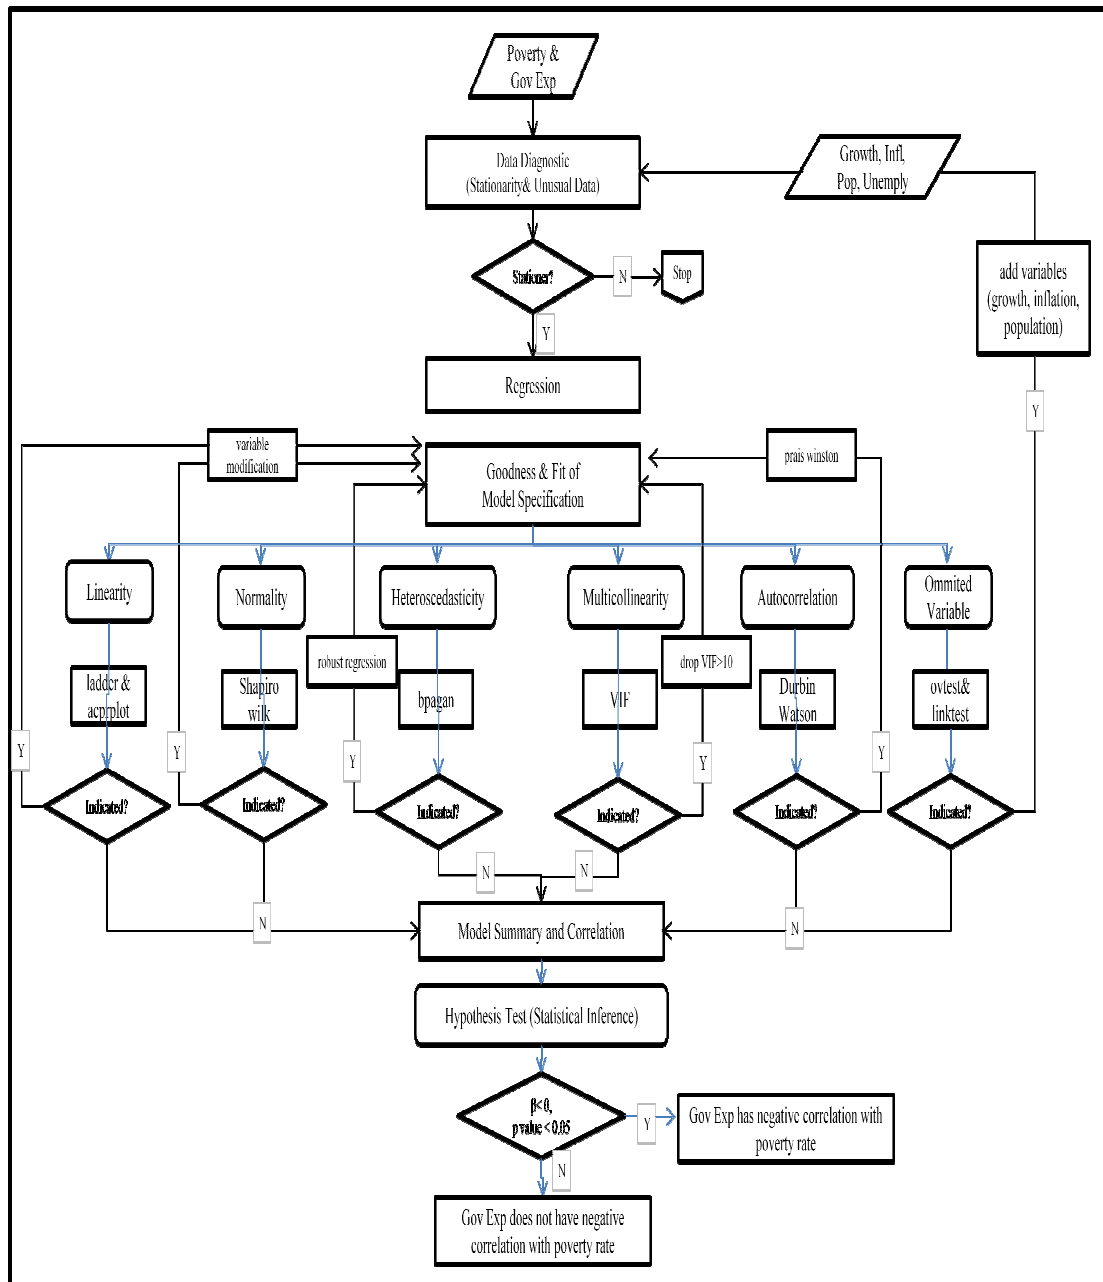 Poverty &
Gov Exp
Data Diagnostic
(Stationarity& Unusual Data)
Growth, Infl,
Pop, Unemply
Stationer?
N
Stop
add variables
(growth, inflation,
population)
Y
Regression
Y
variable
modification
Goodness & Fit of
Model Specification
prais winston
Linearity
Normality
Heteroscedasticity
Multicollinearity
Autocorrelation
Ommited
Variable
robust regression
drop VIF>10
ladder &
acprplot
Shapiro
wilk
bpagan
VIF
Durbin
Watson
ovtest&
linktest
Y
Y
Y
Y
Y
Indicated?
Indicated?
Indicated?
Indicated?
Indicated?
Indicated?
N
N
N
N
Model Summary and Correlation
Hypothesis Test (Statistical Inference)
β< 0,
p value < 0.05
Y
Gov Exp has negative correlation with
poverty rate
N
Gov Exp does not have negative
correlation with poverty rate